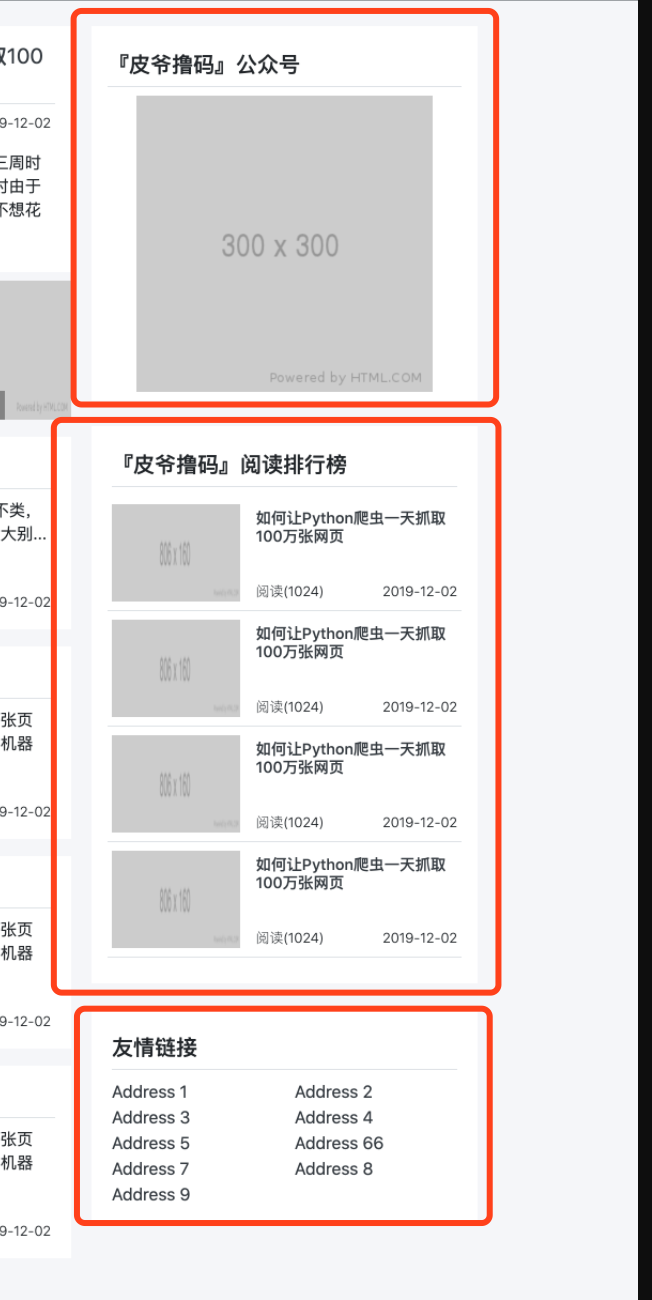 取100
9-12-02
三周时
时由于
不想花
Powered by HTML.COM
不类,
大别...
9-12-02
张页
机器
9-12-02
张页
机器
9-12-02
张页
机器
9-12-02
『皮爷撸码』公众号
300 x 300
Powered by HTML.COM
『皮爷撸码』阅读排行榜
806 x 160
如何让Python爬虫一天抓取
100万张网页
阅读(1024) 2019-12-02
806 x 160
如何让Python爬虫一天抓取
100万张网页
阅读(1024) 2019-12-02
806 x 160
如何让Python爬虫一天抓取
100万张网页
阅读(1024) 2019-12-02
806 x 160
如何让Python爬虫一天抓取
100万张网页
阅读(1024) 2019-12-02
友情链接
Address 1 Address 2
Address 3 Address 4
Address 5 Address 66
Address 7 Address 8
Address 9